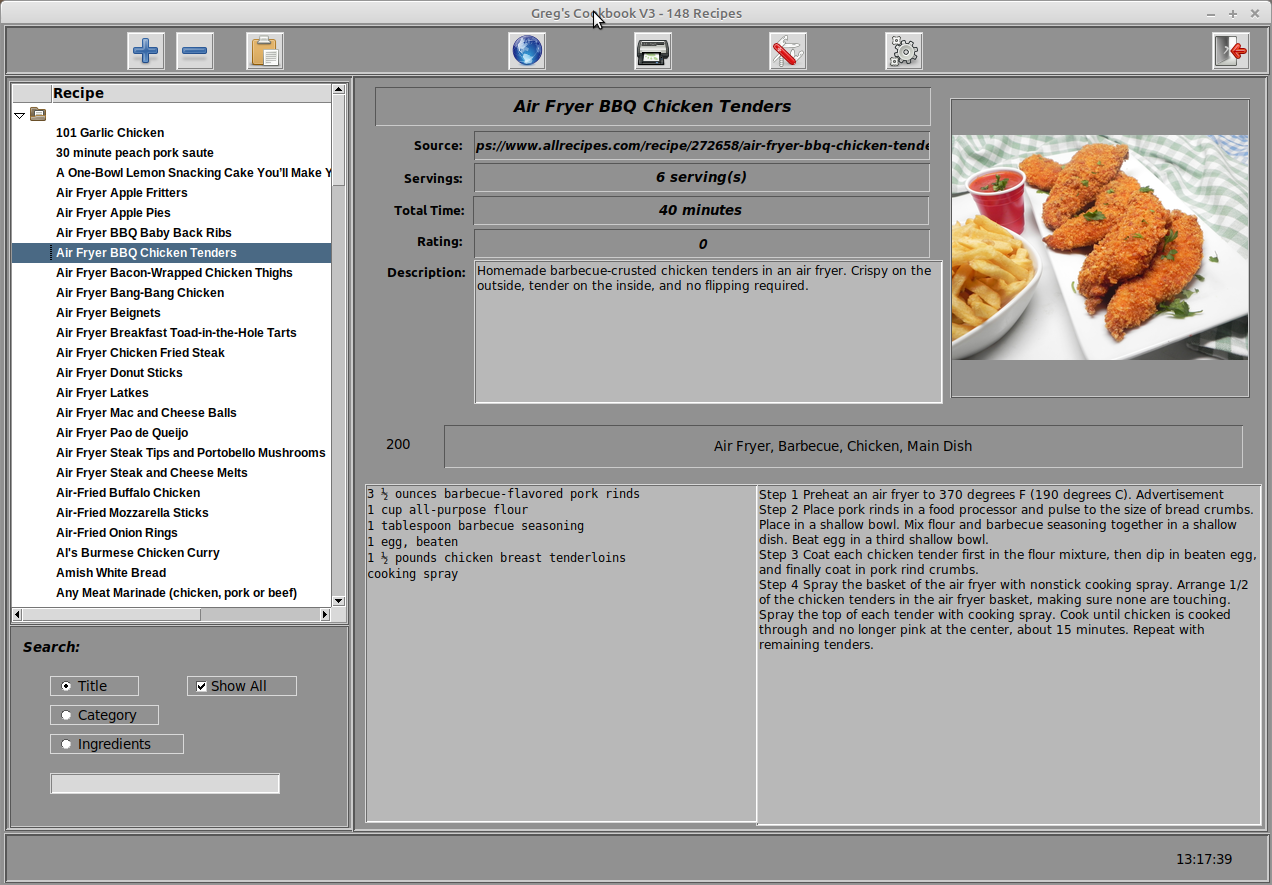 Greg's Cookbook V3 - 148 Recipes
Recipe
101 Garlic Chicken
30 minute peach pork saute
A One-Bowl Lemon Snacking Cake You'll Make Y
Air Fryer Apple Fritters
Air Fryer Apple Pies
Air Fryer BBQ Baby Back Ribs
Air Fryer BBQ Chicken Tenders
Air Fryer Bacon-Wrapped Chicken Thighs
Air Fryer Bang-Bang Chicken
Air Fryer Beignets
Air Fryer Breakfast Toad-in-the-Hole Tarts
Air Fryer Chicken Fried Steak
Air Fryer Donut Sticks
Air Fryer Latkes
Air Fryer Mac and Cheese Balls
Air Fryer Pao de Queijo
Air Fryer Steak Tips and Portobello Mushrooms
Air Fryer Steak and Cheese Melts
Air-Fried Buffalo Chicken
Air-Fried Mozzarella Sticks
Air-Fried Onion Rings
Al's Burmese Chicken Curry
Amish White Bread
Any Meat Marinade (chicken, pork or beef)
Search:
Title
Show All
Category
Ingredients
Air Fryer BBQ Chicken Tenders
Source: ps://www.allrecipes.com/recipe/272658/air-fryer-bbq-chicken-tende
Servings: 6 serving(s)
Total Time: 40 minutes
Rating: 0
Description: Homemade barbecue-crusted chicken tenders in an air fryer. Crispy on the
outside, tender on the inside, and no flipping required.
200
Air Fryer, Barbecue, Chicken, Main Dish
3 ½ ounces barbecue-flavored pork rinds
1 cup all-purpose flour
1 tablespoon barbecue seasoning
1 egg, beaten
1 ½ pounds chicken breast tenderloins
cooking spray
Step 1 Preheat an air fryer to 370 degrees F (190 degrees C). Advertisement
Step 2 Place pork rinds in a food processor and pulse to the size of bread crumbs.
Place in a shallow bowl. Mix flour and barbecue seasoning together in a shallow
dish. Beat egg in a third shallow bowl.
Step 3 Coat each chicken tender first in the flour mixture, then dip in beaten egg,
and finally coat in pork rind crumbs.
Step 4 Spray the basket of the air fryer with nonstick cooking spray. Arrange 1/2
of the chicken tenders in the air fryer basket, making sure none are touching.
Spray the top of each tender with cooking spray. Cook until chicken is cooked
through and no longer pink at the center, about 15 minutes. Repeat with
remaining tenders.
13:17:39